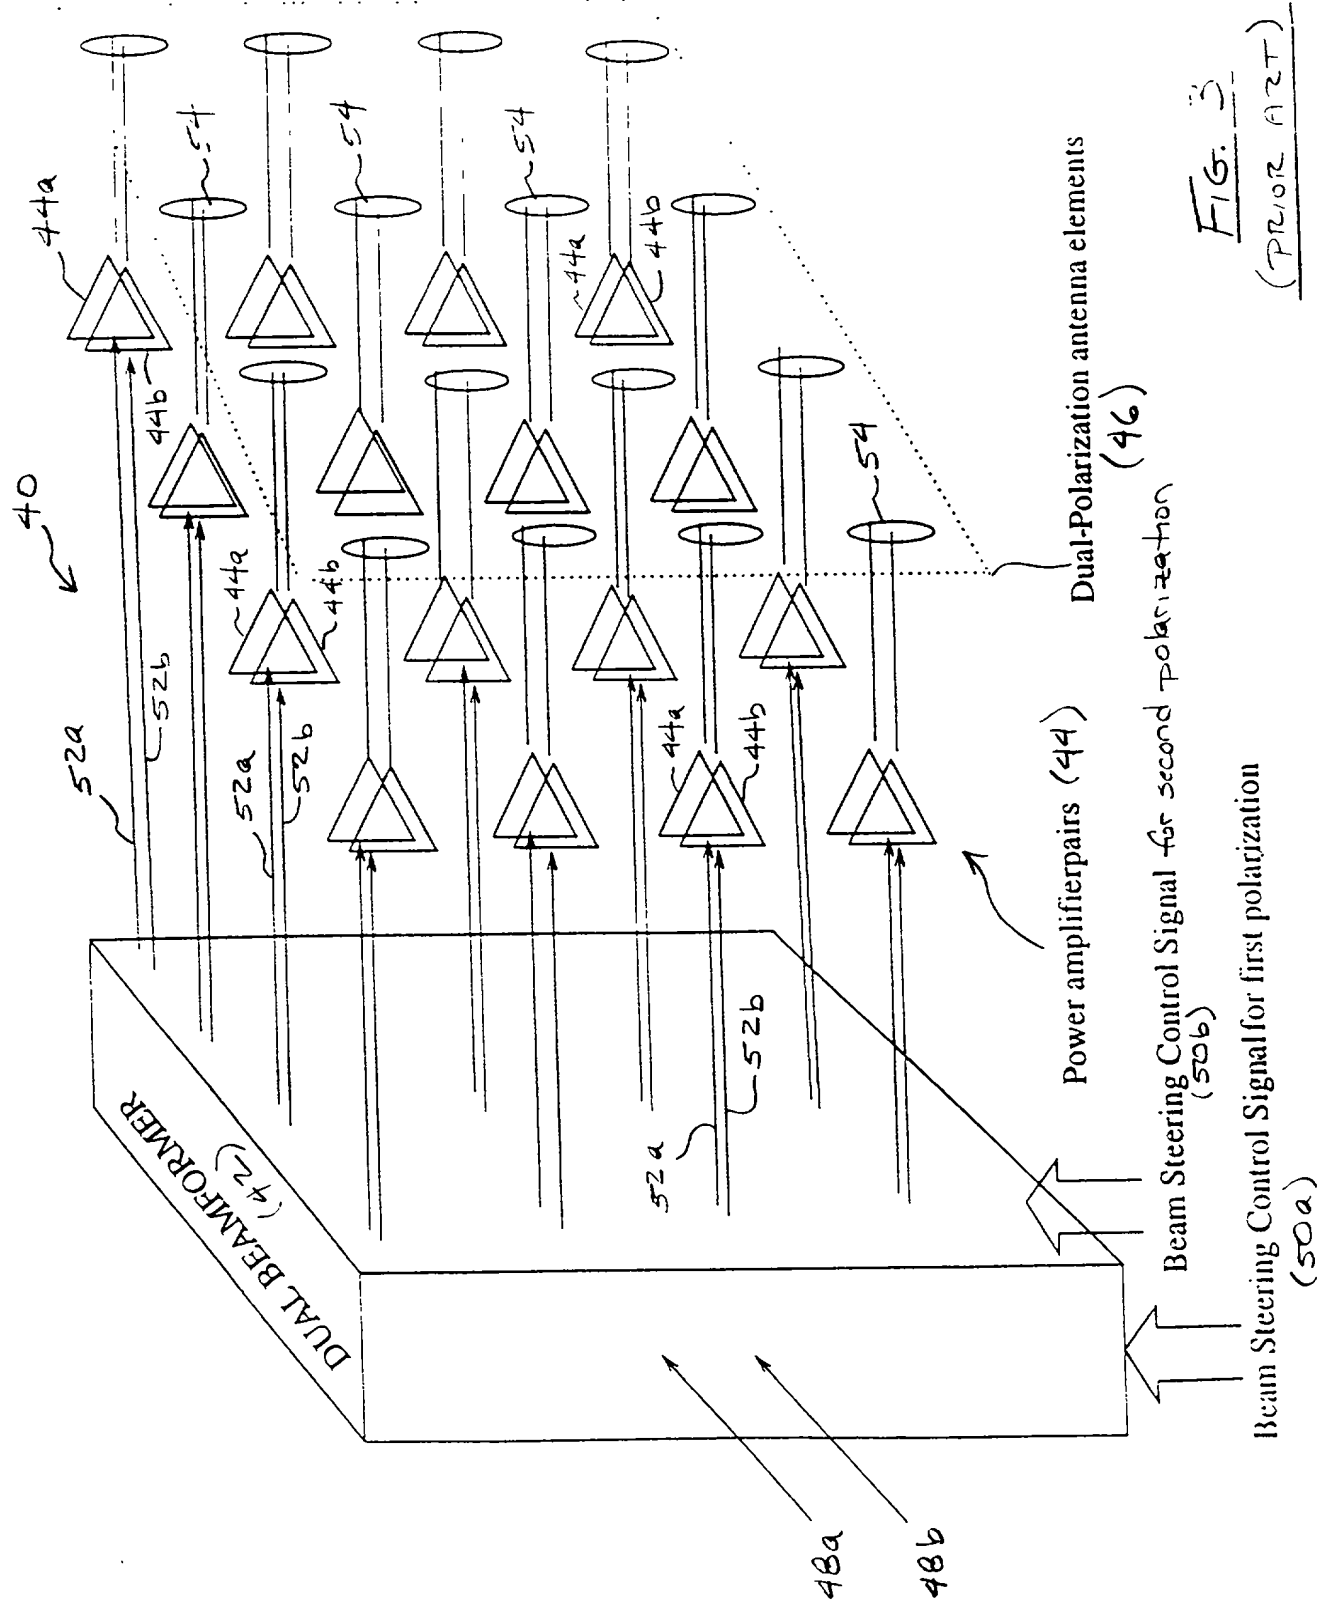 40
44a
52a
52b
44b
54
52a
52b
44a
44b
54
54
44a
44b
44a
44b
54
DUAL BEAMFORMER
(42)
52a
52b
48a
48b
Dual-Polarization antenna elements
(46)
Power amplifierpairs (44)
Beam Steering Control Signal for second polarization
(50b)
Beam Steering Control Signal for first polarization
(50a)
FIG. 3
(PRIOR ART)